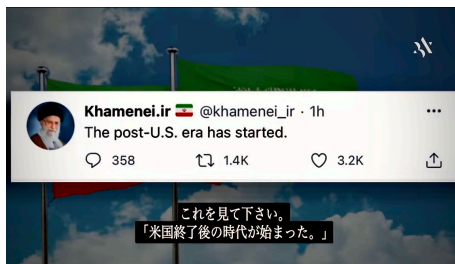 Khamenei.ir 🇮🇷 @khamenei_ir · 1h
The post-U.S. era has started.
358 1.4K 3.2K
これを見て下さい。
「米国終了後の時代が始まった。」